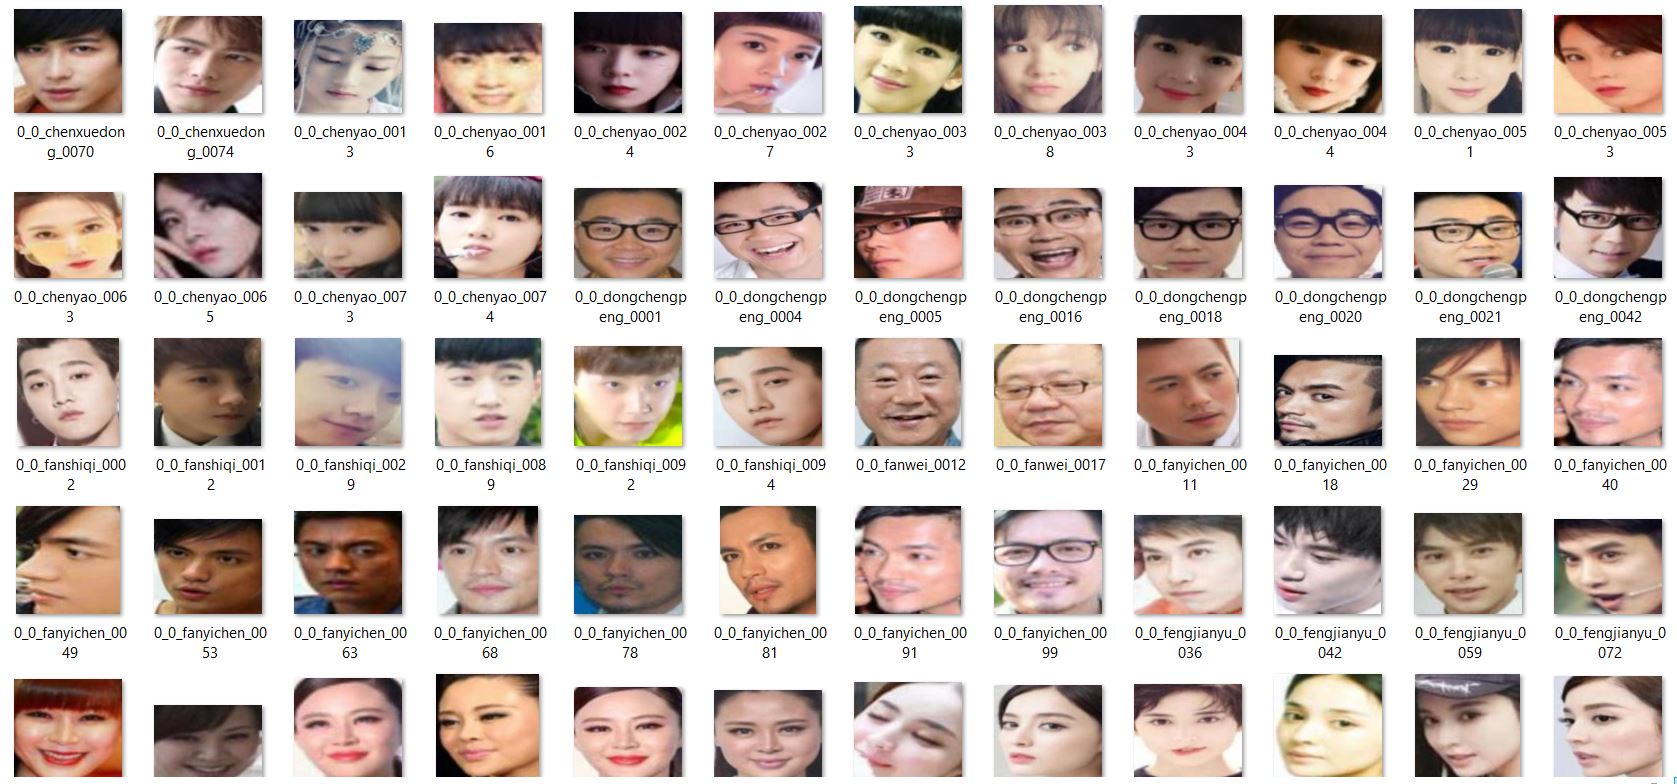 0_0_chenxuedon 0_0_chenxuedon 0_0_chenyao_001 0_0_chenyao_001 0_0_chenyao_002 0_0_chenyao_002 0_0_chenyao_003 0_0_chenyao_003 0_0_chenyao_004 0_0_chenyao_004 0_0_chenyao_005 0_0_chenyao_005
g_0070 g_0074 3 6 4 7 3 8 3 4 1 3
0_0_chenyao_006 0_0_chenyao_006 0_0_chenyao_007 0_0_chenyao_007 0_0_dongchengp 0_0_dongchengp 0_0_dongchengp 0_0_dongchengp 0_0_dongchengp 0_0_dongchengp 0_0_dongchengp 0_0_dongchengp
3 5 3 4 eng_0001 eng_0004 eng_0005 eng_0016 eng_0018 eng_0020 eng_0021 eng_0042
0_0_fanshiqi_000 0_0_fanshiqi_001 0_0_fanshiqi_002 0_0_fanshiqi_008 0_0_fanshiqi_009 0_0_fanshiqi_009 0_0_fanwei_0012 0_0_fanwei_0017 0_0_fanyichen_00 0_0_fanyichen_00 0_0_fanyichen_00 0_0_fanyichen_00
2 2 9 9 2 4 11 18 29 40
0_0_fanyichen_00 0_0_fanyichen_00 0_0_fanyichen_00 0_0_fanyichen_00 0_0_fanyichen_00 0_0_fanyichen_00 0_0_fanyichen_00 0_0_fanyichen_00 0_0_fengjianyu_0 0_0_fengjianyu_0 0_0_fengjianyu_0 0_0_fengjianyu_0
49 53 63 68 78 81 91 99 036 042 059 072